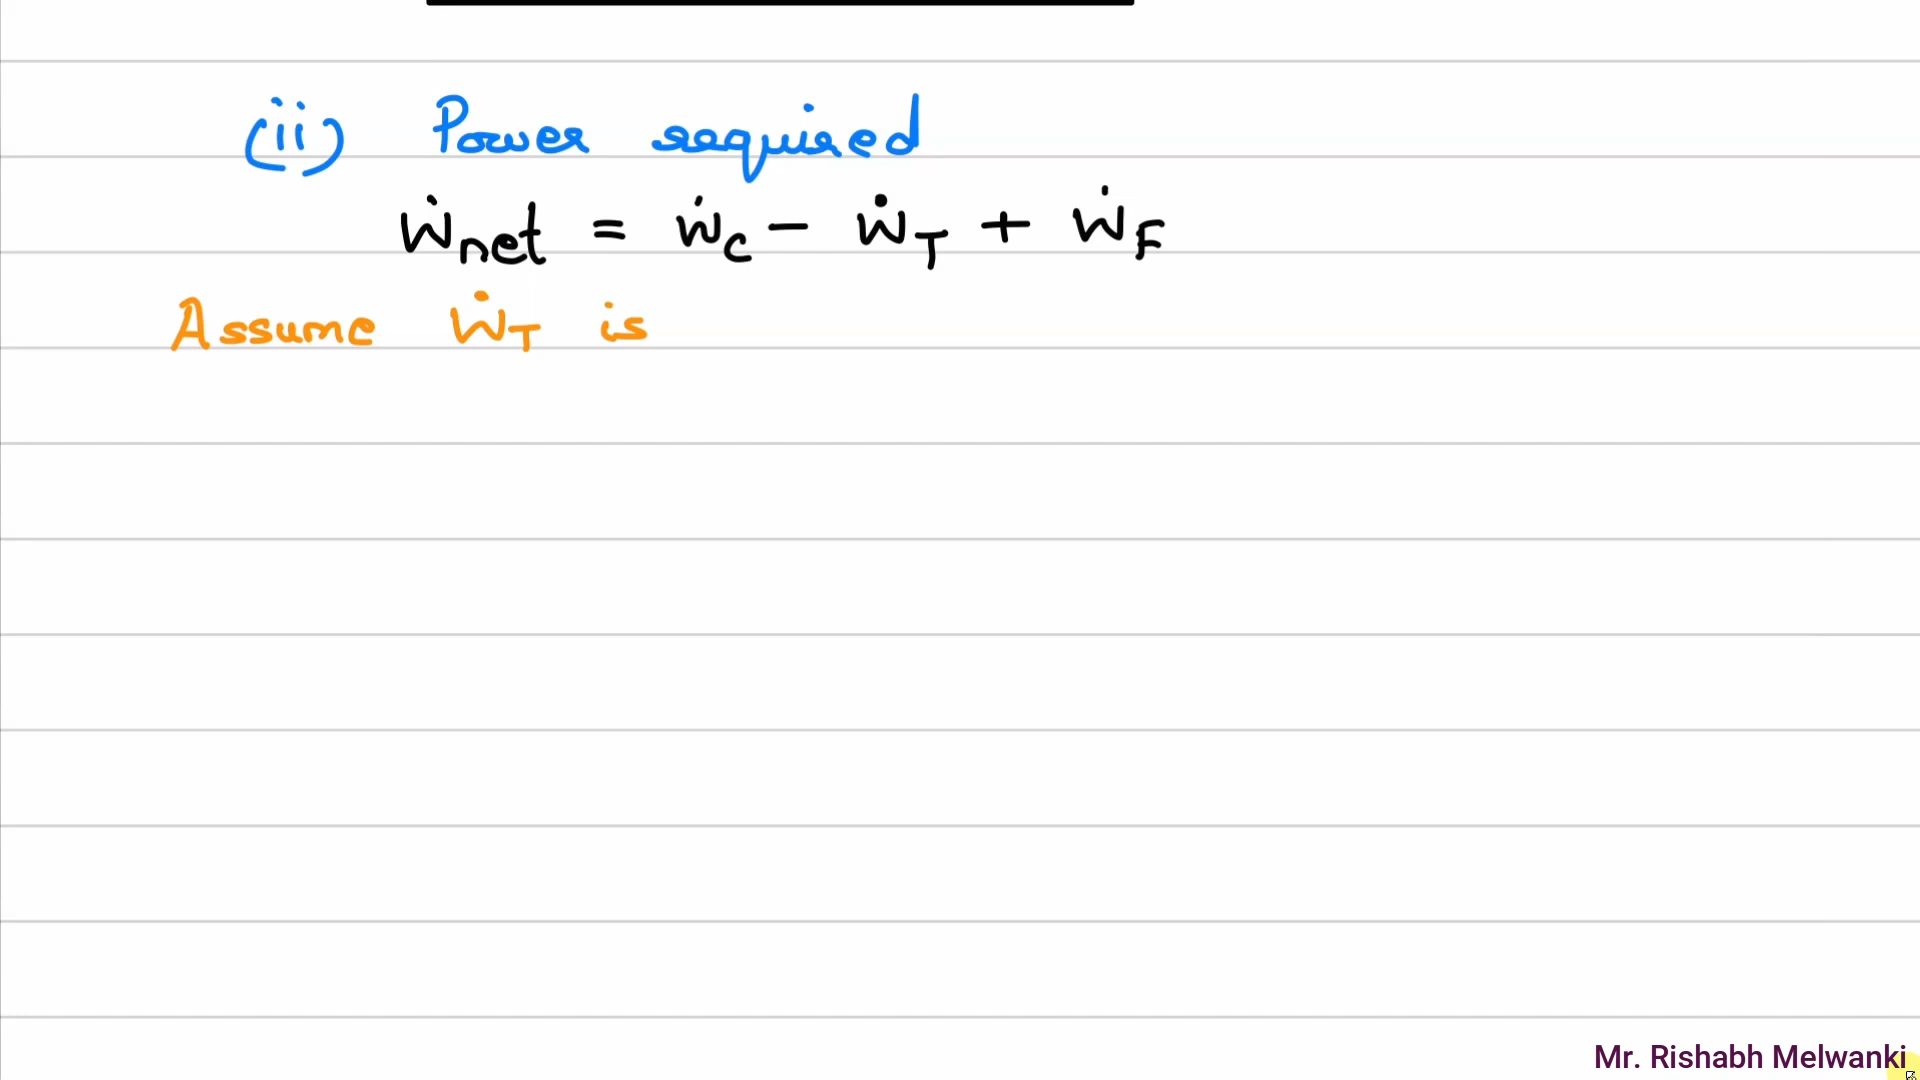 (ii) Power required
Ẇnet = ẆC - ẆT + ẆF
Assume ẆT is
Mr. Rishabh Melwanki